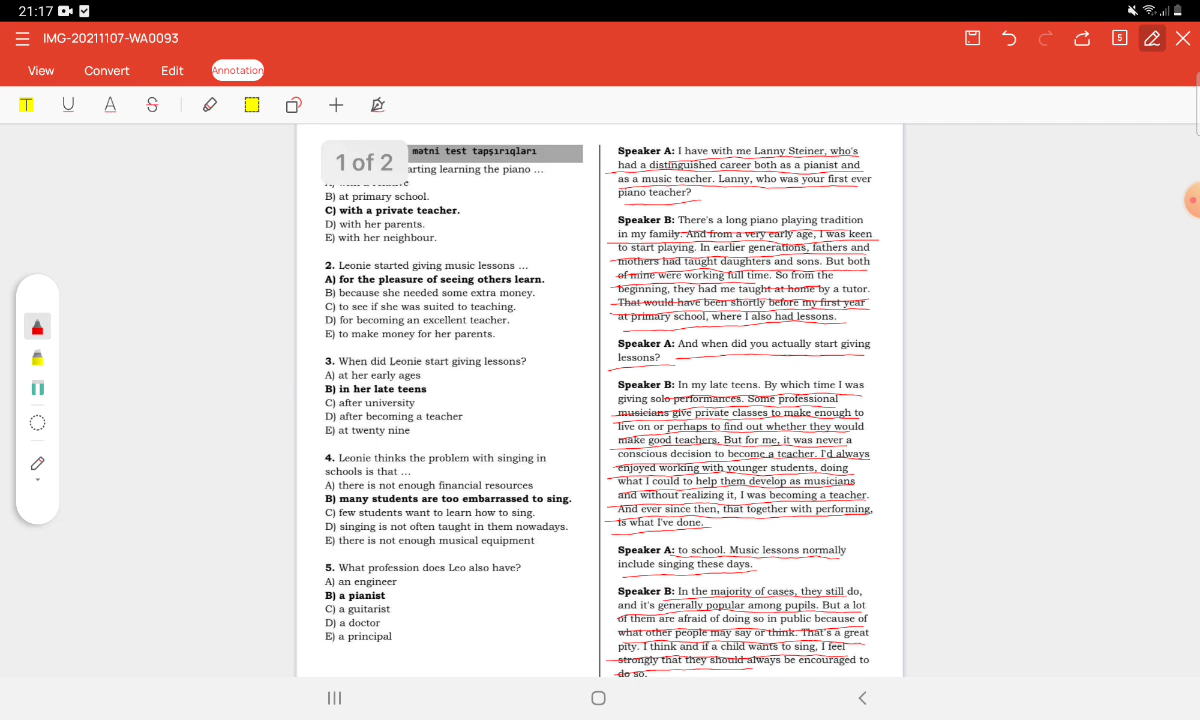 21:17
IMG-20211107-WA0093
View Convert Edit Annotation
1 of 2
mətni test tapşırıqları
arting learning the piano ...
B) at primary school.
C) with a private teacher.
D) with her parents.
E) with her neighbour.
2. Leonie started giving music lessons ...
A) for the pleasure of seeing others learn.
B) because she needed some extra money.
C) to see if she was suited to teaching.
D) for becoming an excellent teacher.
E) to make money for her parents.
3. When did Leonie start giving lessons?
A) at her early ages
B) in her late teens
C) after university
D) after becoming a teacher
E) at twenty nine
4. Leonie thinks the problem with singing in
schools is that ...
A) there is not enough financial resources
B) many students are too embarrassed to sing.
C) few students want to learn how to sing.
D) singing is not often taught in them nowadays.
E) there is not enough musical equipment
5. What profession does Leo also have?
A) an engineer
B) a pianist
C) a guitarist
D) a doctor
E) a principal
Speaker A: I have with me Lanny Steiner, who's
had a distinguished career both as a pianist and
as a music teacher. Lanny, who was your first ever
piano teacher?
Speaker B: There's a long piano playing tradition
in my family. And from a very early age, I was keen
to start playing. In earlier generations, fathers and
mothers had taught daughters and sons. But both
of mine were working full time. So from the
beginning, they had me taught at home by a tutor.
That would have been shortly before my first year
at primary school, where I also had lessons.
Speaker A: And when did you actually start giving
lessons?
Speaker B: In my late teens. By which time I was
giving solo performances. Some professional
musicians give private classes to make enough to
live on or perhaps to find out whether they would
make good teachers. But for me, it was never a
conscious decision to become a teacher. I'd always
enjoyed working with younger students, doing
what I could to help them develop as musicians
and without realizing it, I was becoming a teacher.
And ever since then, that together with performing,
is what I've done.
Speaker A: to school. Music lessons normally
include singing these days.
Speaker B: In the majority of cases, they still do,
and it's generally popular among pupils. But a lot
of them are afraid of doing so in public because of
what other people may say or think. That's a great
pity. I think and if a child wants to sing, I feel
strongly that they should always be encouraged to
do so.